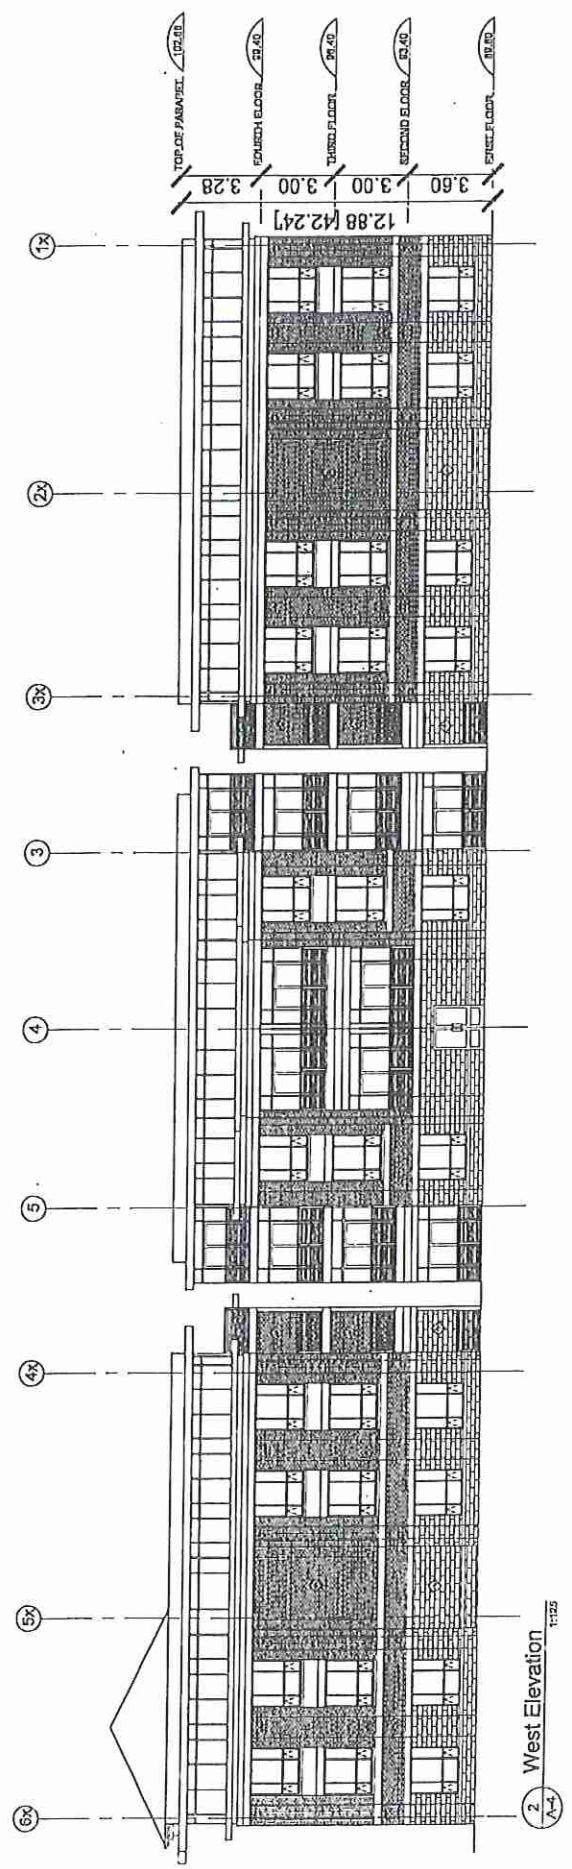 6x
5x
4x
5
4
3
3x
2x
1x
102.68
TOP OF PARAPET
99.40
FOURTH FLOOR
96.40
THIRD FLOOR
93.40
SECOND FLOOR
89.80
FIRST FLOOR
3.28
3.00
3.00
3.60
12.88 [42.24']
2
A-4
West Elevation
1:125